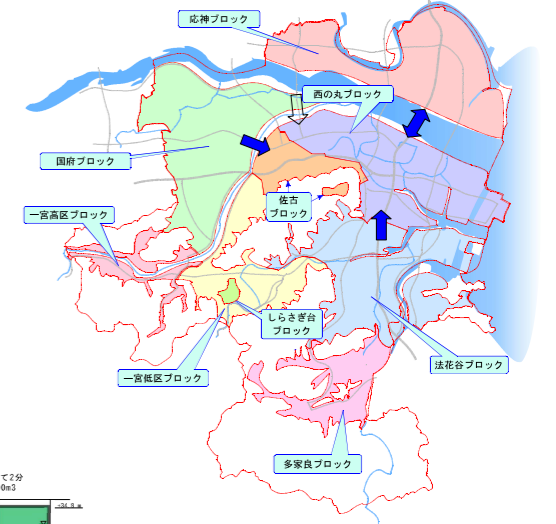 応神ブロック
西の丸ブロック
国府ブロック
佐古
ブロック
一宮高区ブロック
しらさぎ台
ブロック
法花谷ブロック
一宮低区ブロック
多家良ブロック
て2分
0m3